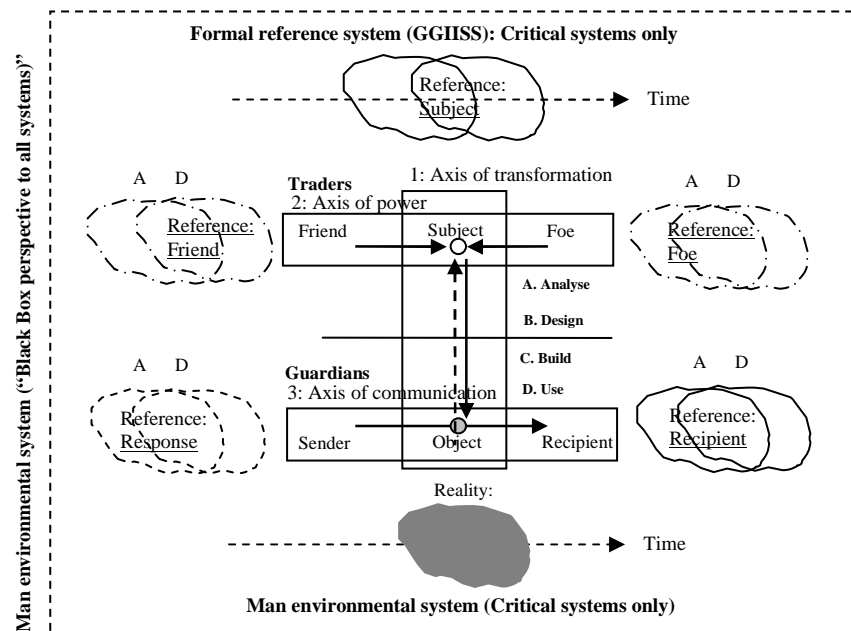 Man environmental system (“Black Box perspective to all systems)”
Formal reference system (GGIISS): Critical systems only
Reference:
Subject
Time
1: Axis of transformation
A D
Traders
A D
2: Axis of power
Reference:
Friend
Friend
Subject
Foe
Reference:
Foe
A. Analyse
B. Design
A D
Guardians
C. Build
A D
3: Axis of communication
D. Use
Reference:
Response
Sender
Object
Recipient
Reference:
Recipient
Reality:
Time
Man environmental system (Critical systems only)